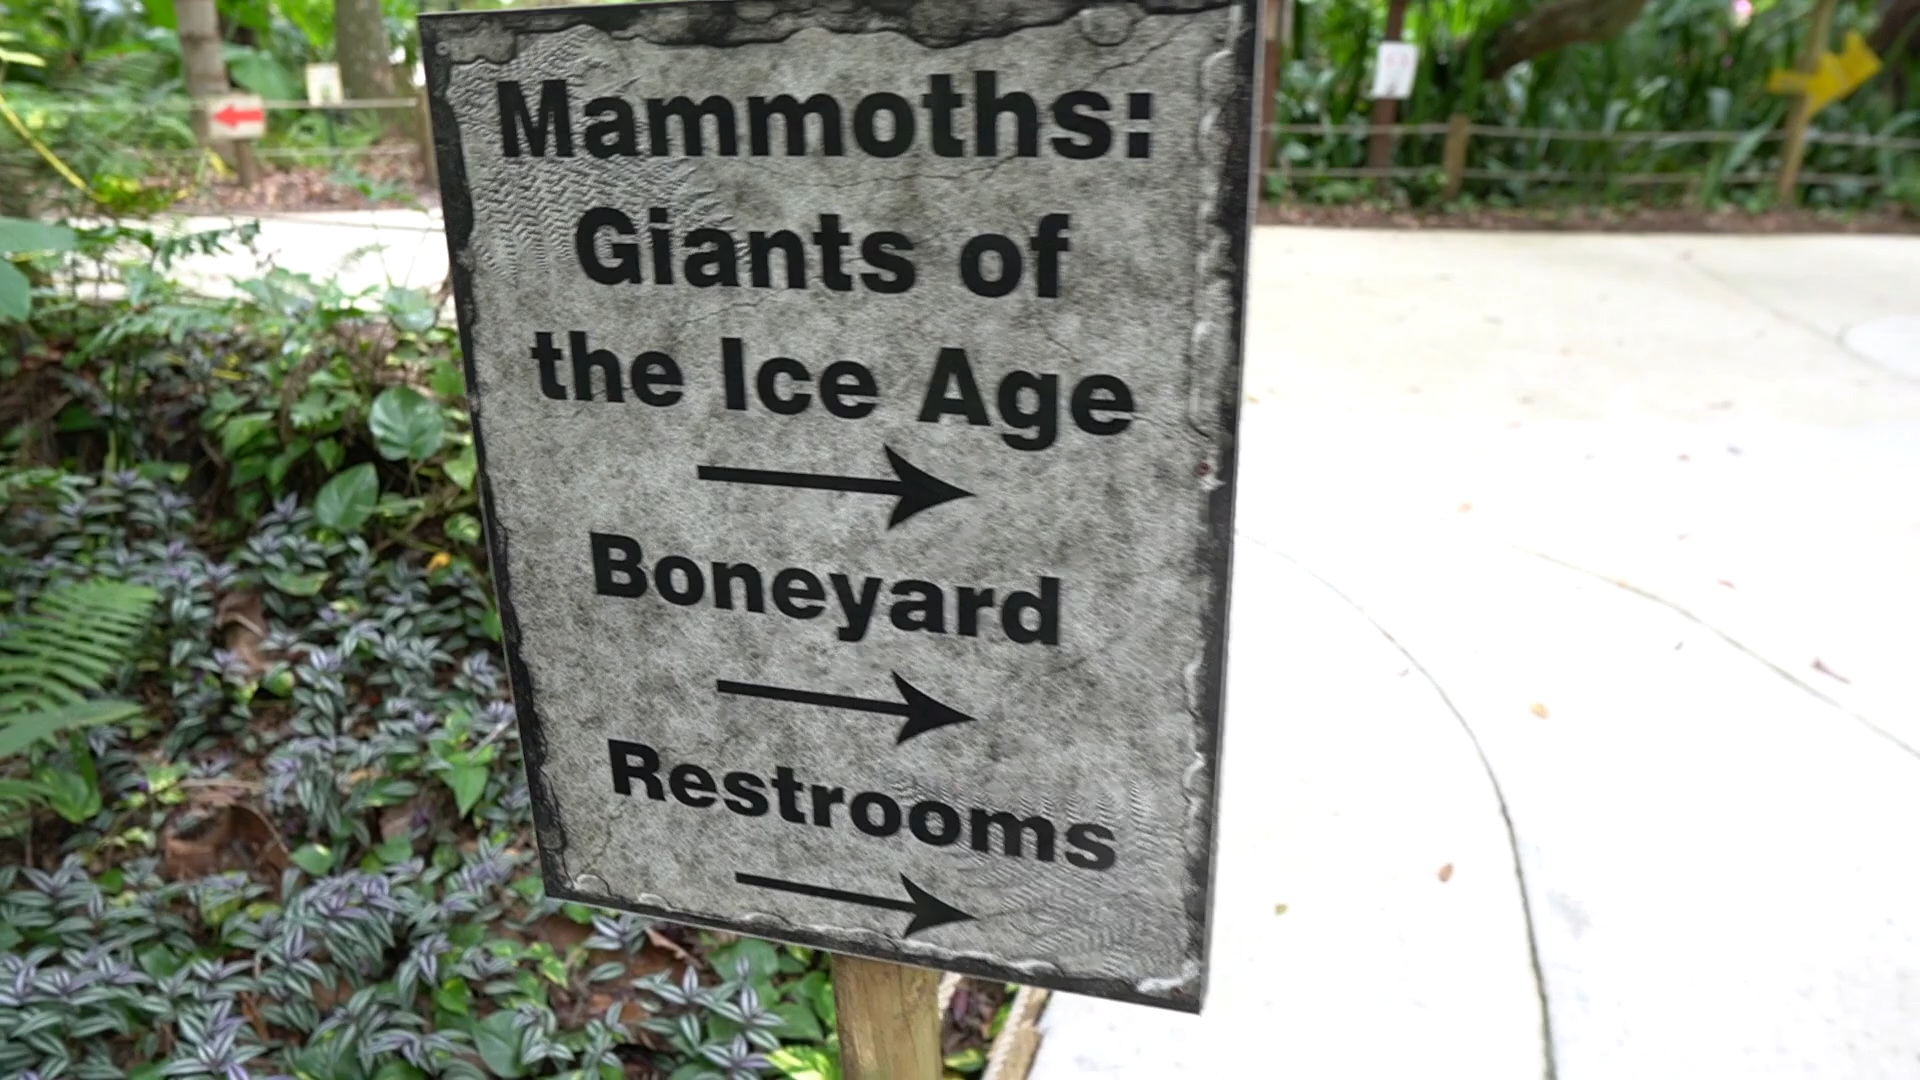 Mammoths:
Giants of
the Ice Age
Boneyard
Restrooms